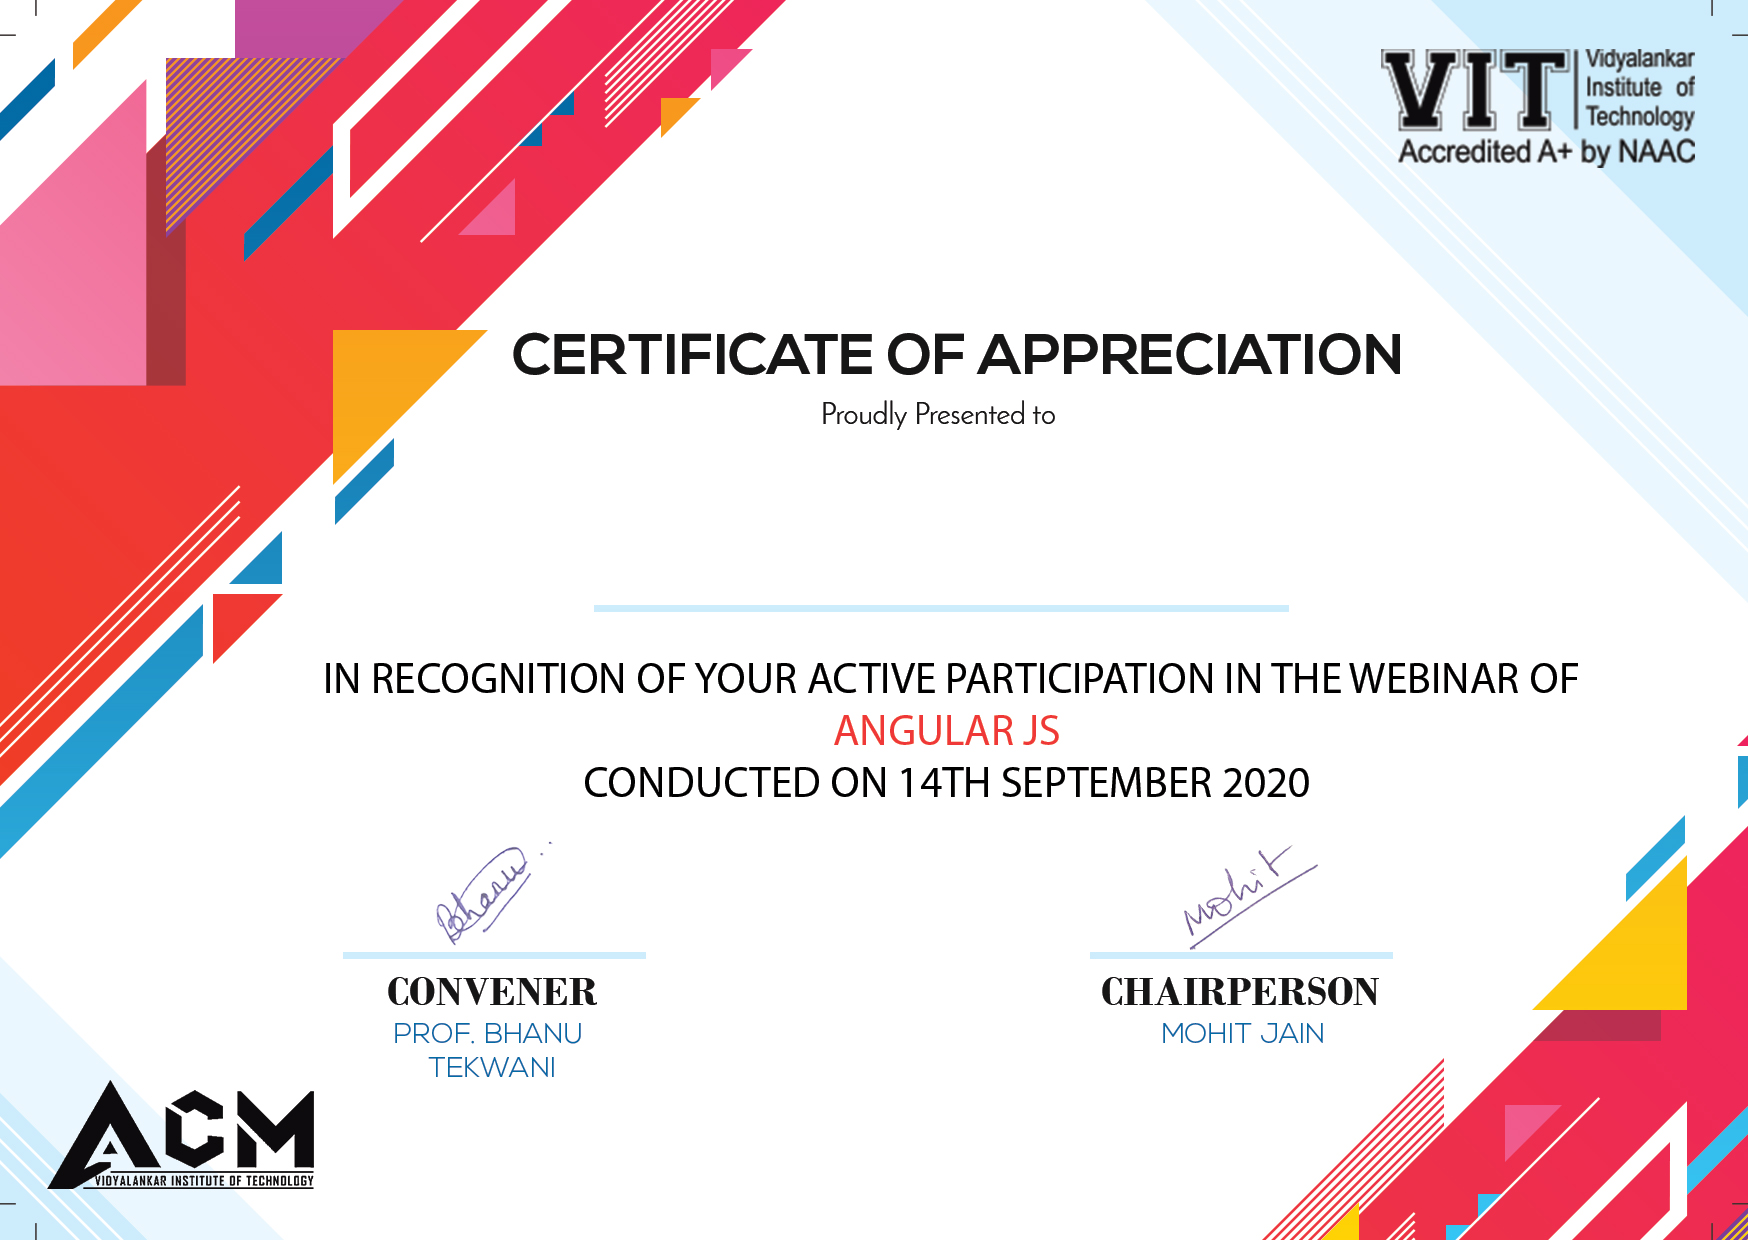 VIT
Vidyalankar
Institute of
Technology
Accredited A+ by NAAC
CERTIFICATE OF APPRECIATION
Proudly Presented to
IN RECOGNITION OF YOUR ACTIVE PARTICIPATION IN THE WEBINAR OF
ANGULAR JS
CONDUCTED ON 14TH SEPTEMBER 2020
Bhanu
Mohit
CONVENER
CHAIRPERSON
PROF. BHANU
TEKWANI
MOHIT JAIN
ACM
VIDYALANKAR INSTITUTE OF TECHNOLOGY